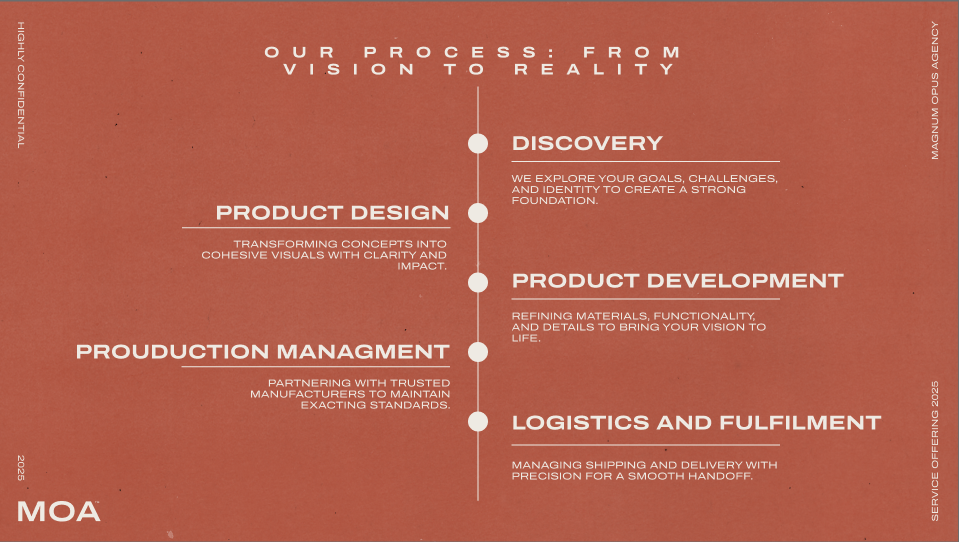 HIGHLY CONFIDENTIAL
MAGNUM OPUS AGENCY
OUR PROCESS: FROM
VISION TO REALITY
DISCOVERY
WE EXPLORE YOUR GOALS, CHALLENGES,
AND IDENTITY TO CREATE A STRONG
FOUNDATION.
PRODUCT DESIGN
TRANSFORMING CONCEPTS INTO
COHESIVE VISUALS WITH CLARITY AND
IMPACT.
PRODUCT DEVELOPMENT
REFINING MATERIALS, FUNCTIONALITY,
AND DETAILS TO BRING YOUR VISION TO
LIFE.
PROUDUCTION MANAGMENT
PARTNERING WITH TRUSTED
MANUFACTURERS TO MAINTAIN
EXACTING STANDARDS.
LOGISTICS AND FULFILMENT
MANAGING SHIPPING AND DELIVERY WITH
PRECISION FOR A SMOOTH HANDOFF.
2025
MOA™
SERVICE OFFERING 2025